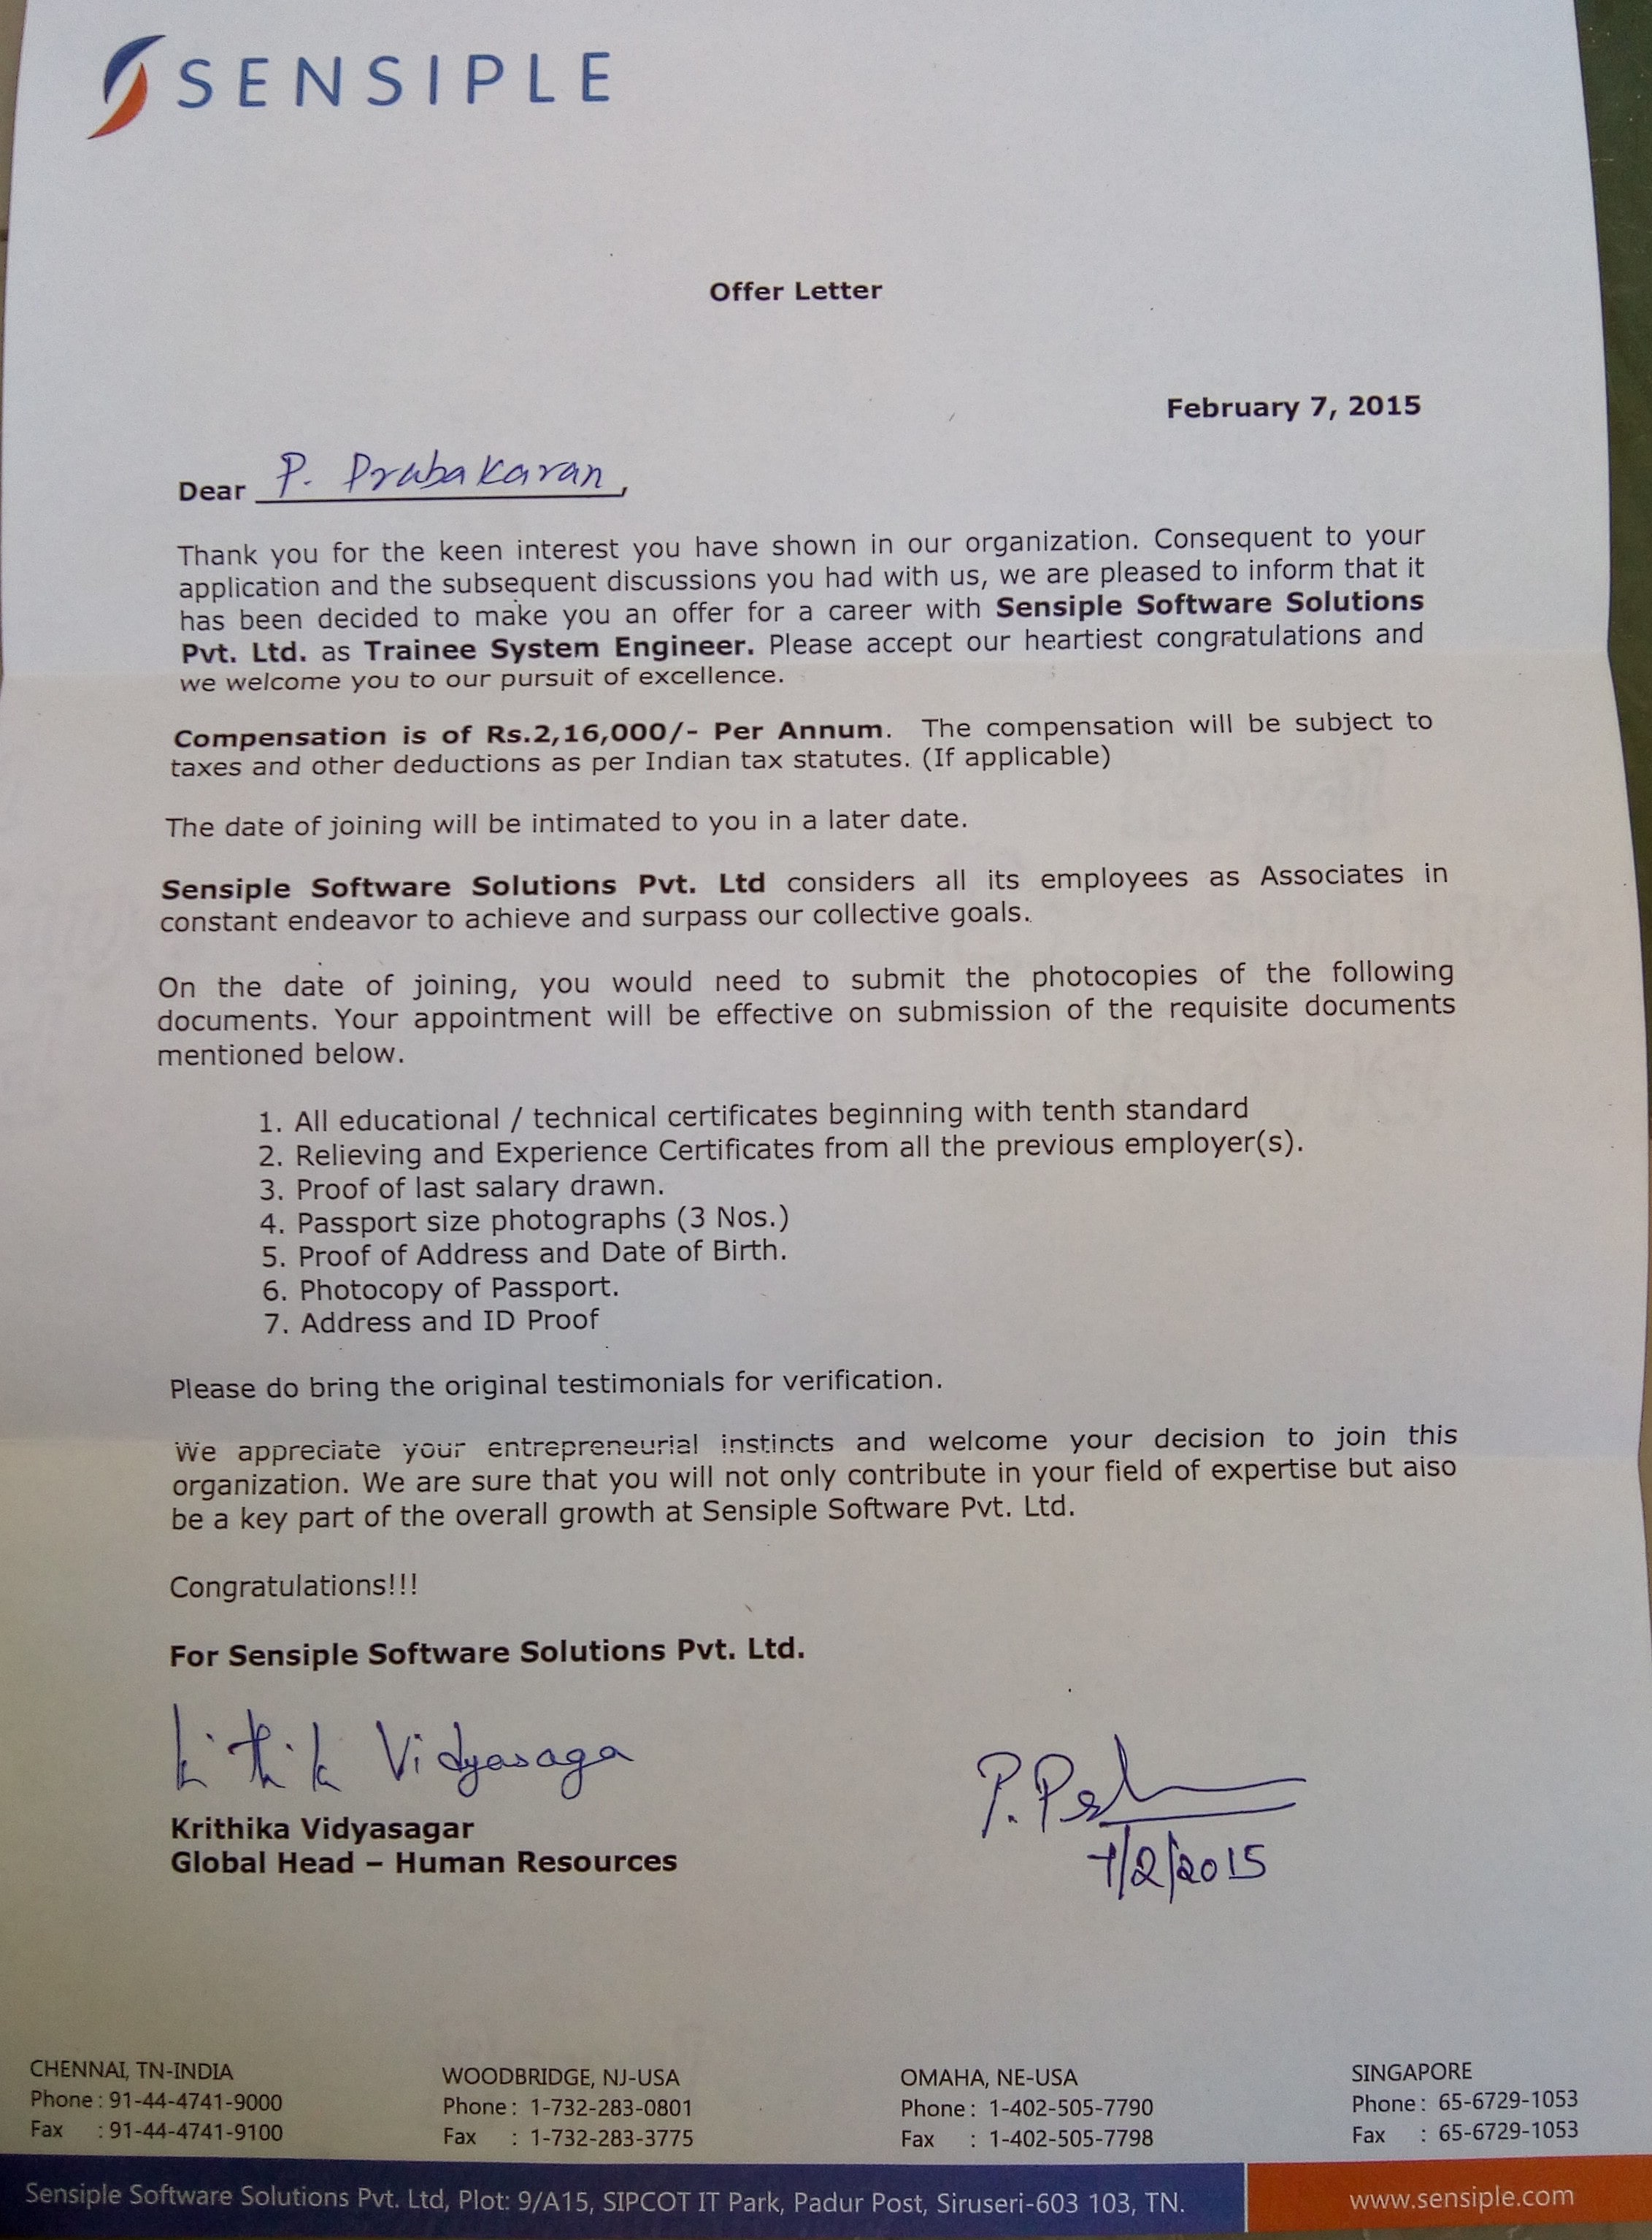 SENSIPLE
Offer Letter
February 7, 2015
Dear P. Prabakaran,
Thank you for the keen interest you have shown in our organization. Consequent to your
application and the subsequent discussions you had with us, we are pleased to inform that it
has been decided to make you an offer for a career with Sensiple Software Solutions
Pvt. Ltd. as Trainee System Engineer. Please accept our heartiest congratulations and
we welcome you to our pursuit of excellence.
Compensation is of Rs.2,16,000/- Per Annum. The compensation will be subject to
taxes and other deductions as per Indian tax statutes. (If applicable)
The date of joining will be intimated to you in a later date.
Sensiple Software Solutions Pvt. Ltd considers all its employees as Associates in
constant endeavor to achieve and surpass our collective goals.
On the date of joining, you would need to submit the photocopies of the following
documents. Your appointment will be effective on submission of the requisite documents
mentioned below.
1. All educational / technical certificates beginning with tenth standard
2. Relieving and Experience Certificates from all the previous employer(s).
3. Proof of last salary drawn.
4. Passport size photographs (3 Nos.)
5. Proof of Address and Date of Birth.
6. Photocopy of Passport.
7. Address and ID Proof
Please do bring the original testimonials for verification.
We appreciate your entrepreneurial instincts and welcome your decision to join this
organization. We are sure that you will not only contribute in your field of expertise but also
be a key part of the overall growth at Sensiple Software Pvt. Ltd.
Congratulations!!!
For Sensiple Software Solutions Pvt. Ltd.
Vidyasaga
Krithika Vidyasagar
Global Head – Human Resources
7/2/2015
CHENNAI, TN-INDIA
Phone : 91-44-4741-9000
Fax : 91-44-4741-9100
WOODBRIDGE, NJ-USA
Phone : 1-732-283-0801
Fax : 1-732-283-3775
OMAHA, NE-USA
Phone : 1-402-505-7790
Fax : 1-402-505-7798
SINGAPORE
Phone : 65-6729-1053
Fax : 65-6729-1053
Sensiple Software Solutions Pvt. Ltd, Plot: 9/A15, SIPCOT IT Park, Padur Post, Siruseri-603 103, TN.
www.sensiple.com